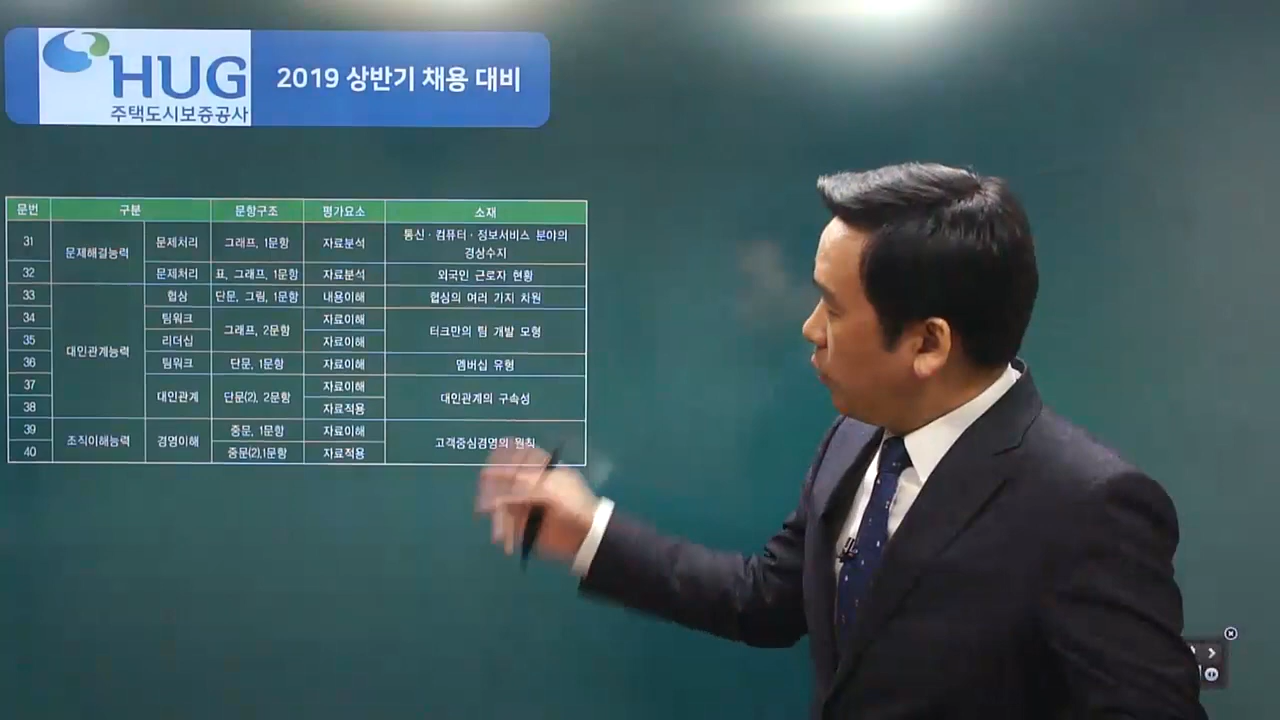 HUG
주택도시보증공사
2019 상반기 채용 대비
문번 구분 문항구조 평가요소 소재
31 문제해결능력 문제처리 그래프, 1문항 자료분석 통신·컴퓨터·정보서비스 분야의
경상수지
32 문제처리 표, 그래프, 1문항 자료분석 외국인 근로자 현황
33 대인관계능력 협상 단문, 그림, 1문항 내용이해 협심의 여러 가지 치원
34 팀워크 그래프, 2문항 자료이해 터크만의 팀 개발 모형
35 리더십 자료이해
36 팀워크 단문, 1문항 자료이해 멤버십 유형
37 대인관계 단문(2), 2문항 자료이해 대인관계의 구속성
38 자료적용
39 조직이해능력 경영이해 중문, 1문항 자료이해 고객중심경영의 원칙
40 중문(2),1문항 자료적용